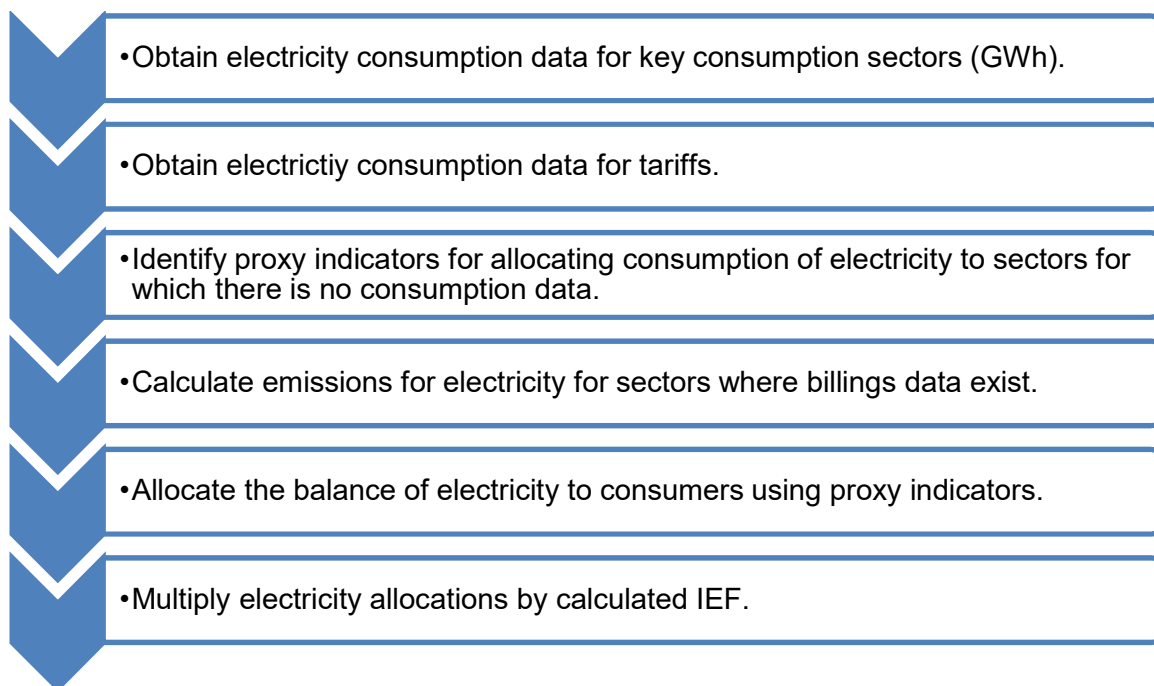 •Obtain electricity consumption data for key consumption sectors (GWh).
•Obtain electrictiy consumption data for tariffs.
•Identify proxy indicators for allocating consumption of electricity to sectors for
which there is no consumption data.
•Calculate emissions for electricity for sectors where billings data exist.
•Allocate the balance of electricity to consumers using proxy indicators.
•Multiply electricity allocations by calculated IEF.